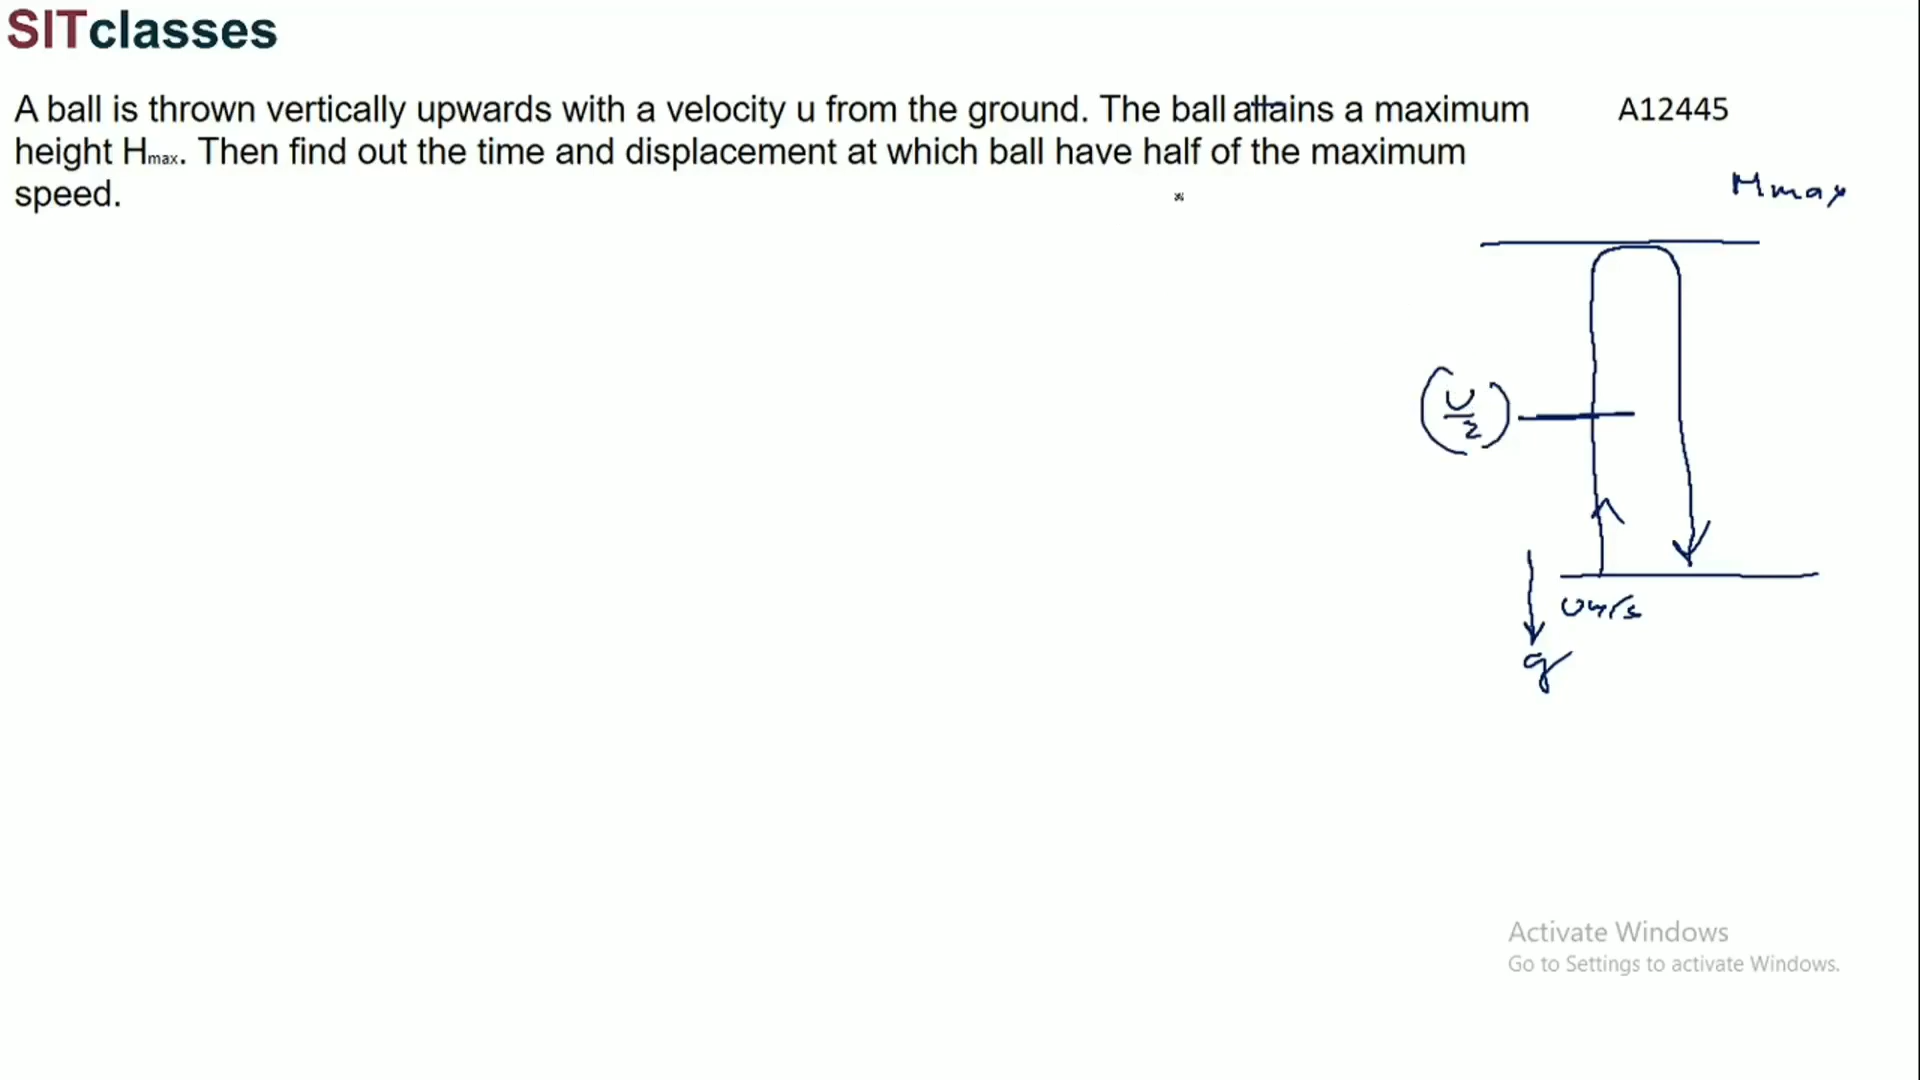 SITclasses
A ball is thrown vertically upwards with a velocity u from the ground. The ball attains a maximum
height Hmax. Then find out the time and displacement at which ball have half of the maximum
speed.
A12445
Hmax
(u/2)
um/s
g
Activate Windows
Go to Settings to activate Windows.